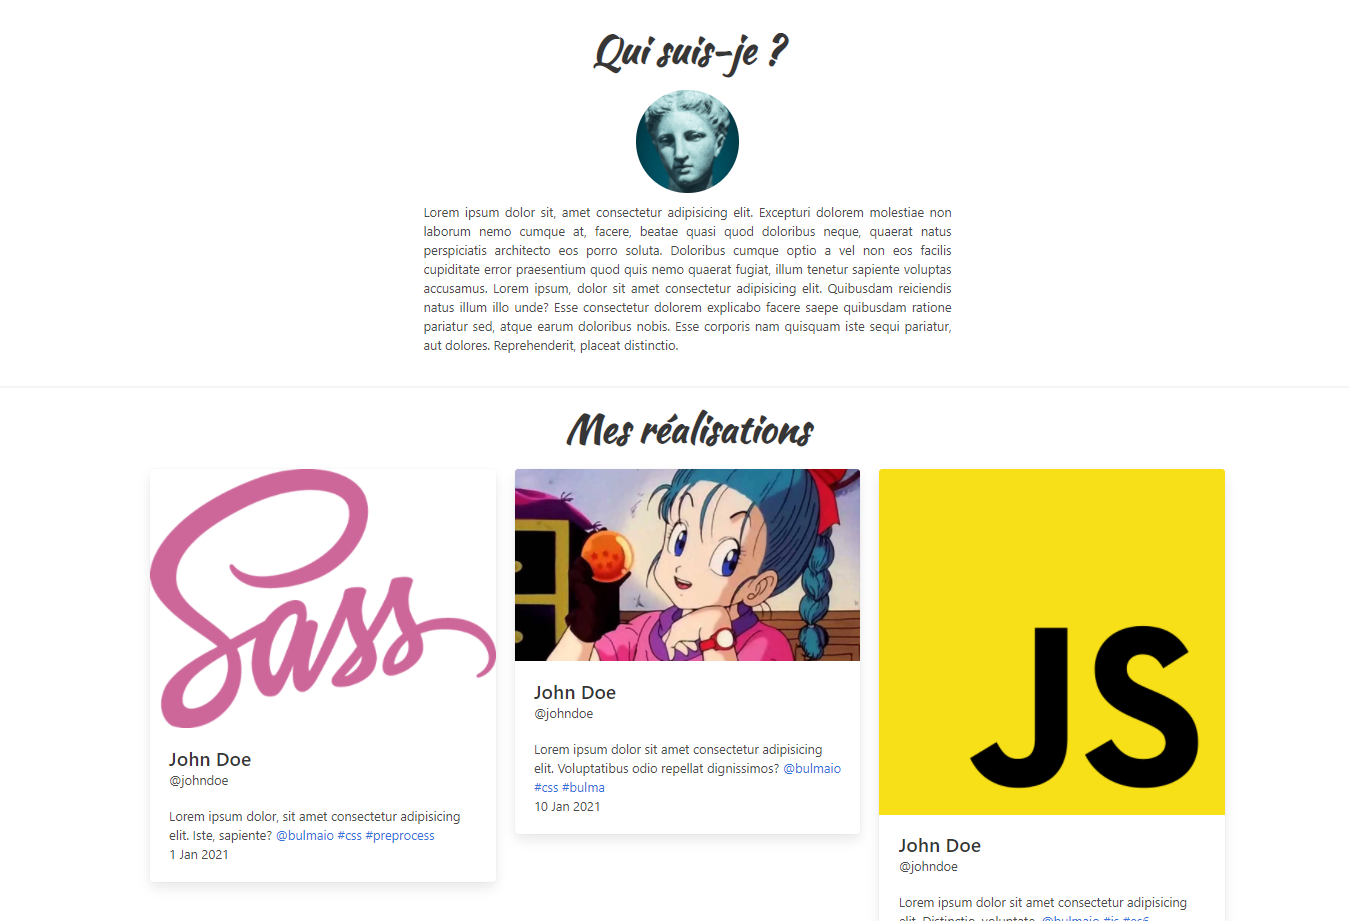 Qui suis-je ?
Lorem ipsum dolor sit, amet consectetur adipisicing elit. Excepturi dolorem molestiae non
laborum nemo cumque at, facere, beatae quasi quod doloribus neque, quaerat natus
perspiciatis architecto eos porro soluta. Doloribus cumque optio a vel non eos facilis
cupiditate error praesentium quod quis nemo quaerat fugiat, illum tenetur sapiente voluptas
accusamus. Lorem ipsum, dolor sit amet consectetur adipisicing elit. Quibusdam reiciendis
natus illum illo unde? Esse consectetur dolorem explicabo facere saepe quibusdam ratione
pariatur sed, atque earum doloribus nobis. Esse corporis nam quisquam iste sequi pariatur,
aut dolores. Reprehenderit, placeat distinctio.
Mes réalisations
Sass
John Doe
@johndoe
Lorem ipsum dolor, sit amet consectetur adipisicing
elit. Iste, sapiente? @bulmaio #css #preprocess
1 Jan 2021
John Doe
@johndoe
Lorem ipsum dolor sit amet consectetur adipisicing
elit. Voluptatibus odio repellat dignissimos? @bulmaio
#css #bulma
10 Jan 2021
JS
John Doe
@johndoe
Lorem ipsum dolor sit amet consectetur adipisicing
elit. Distinctio, voluptate. @bulmaio #js #es6